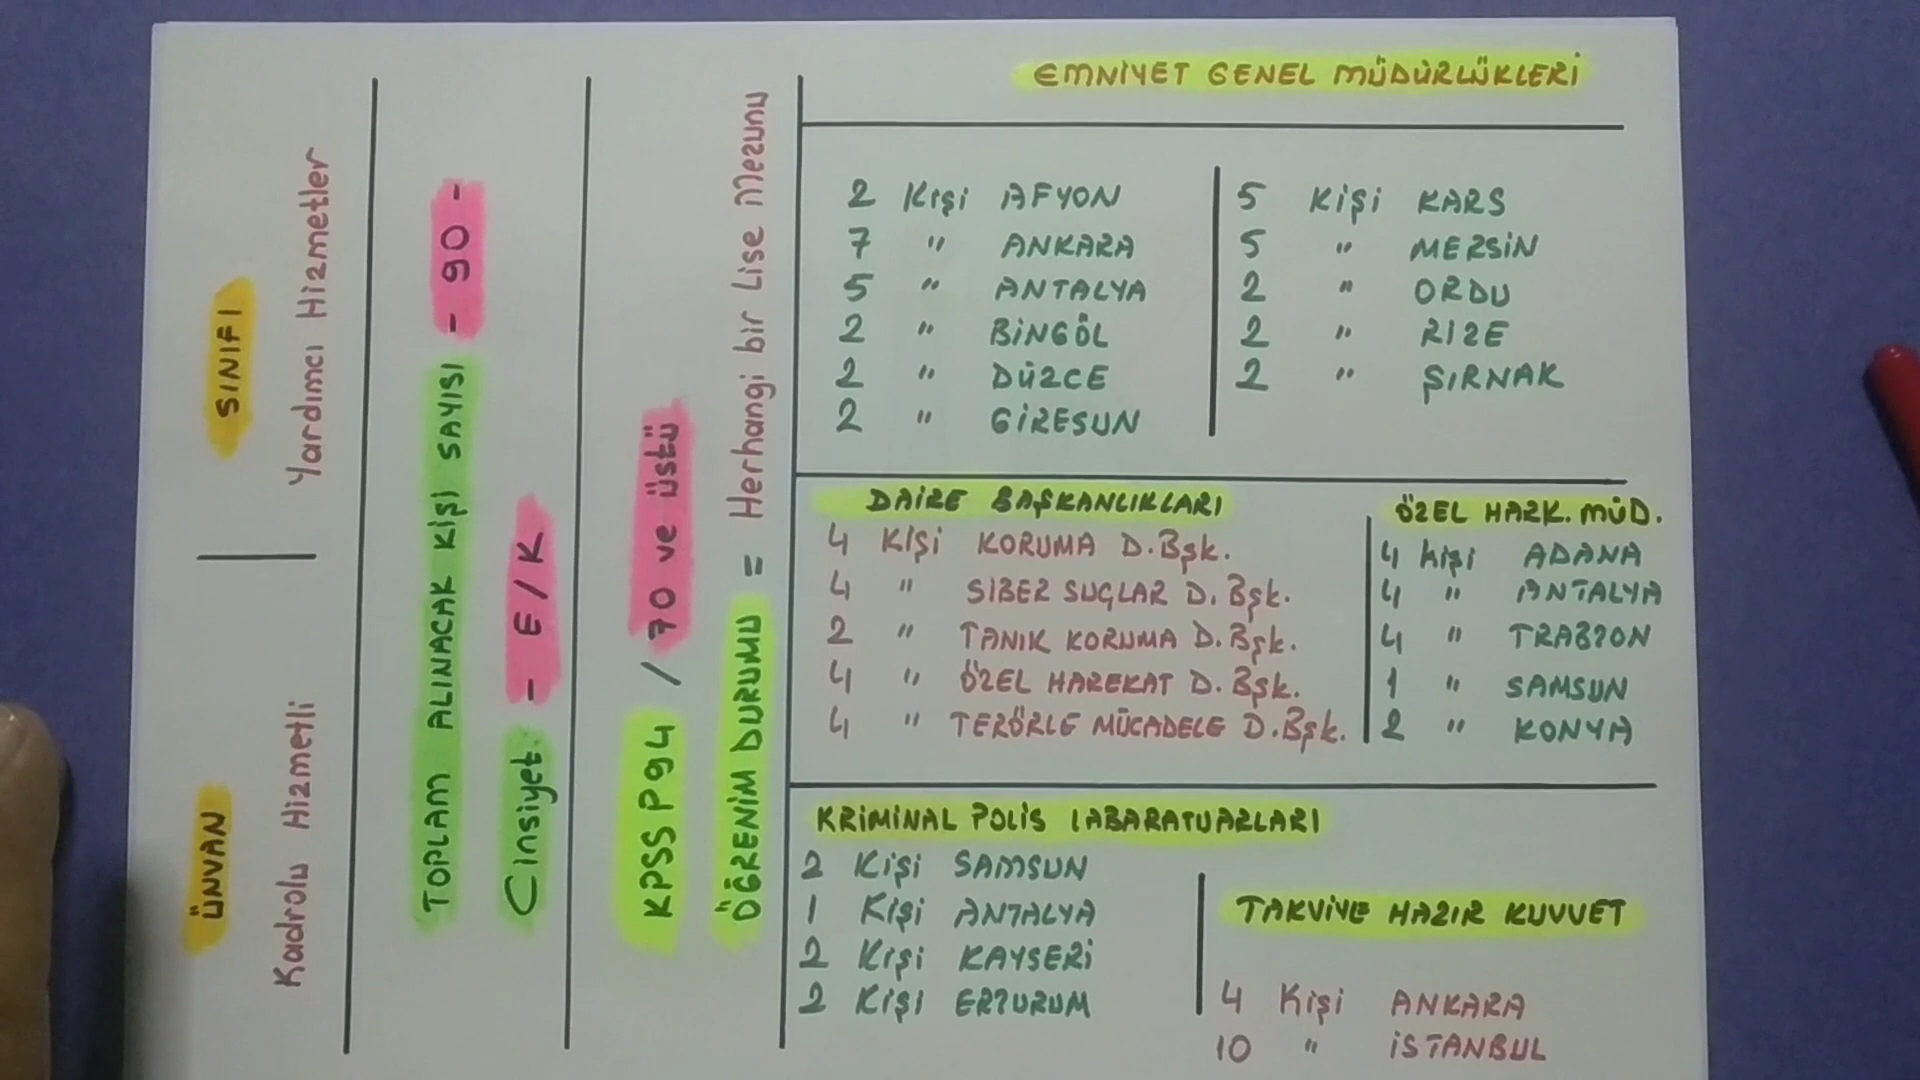 ÜNVAN | SINIFI
Kadrolu Hizmetli | Yardımcı Hizmetler
TOPLAM ALINACAK KİŞİ SAYISI - 90 -
Cinsiyet - E/K
KPSS P94 / 70 ve üstü
ÖĞRENİM DURUMU = Herhangi bir Lise Mezunu
EMNİYET GENEL MÜDÜRLÜKLERİ
2 Kişi AFYON
7 " ANKARA
5 " ANTALYA
2 " BİNGÖL
2 " DÜZCE
2 " GİRESUN
5 Kişi KARS
5 " MERSİN
2 " ORDU
2 " RİZE
2 " ŞIRNAK
DAİRE BAŞKANLIKLARI
4 Kişi KORUMA D.Bşk.
4 " SİBER SUÇLAR D.Bşk.
2 " TANIK KORUMA D.Bşk.
4 " ÖZEL HAREKAT D.Bşk.
4 " TERÖRLE MÜCADELE D.Bşk.
ÖZEL HARK. MÜD.
4 kişi ADANA
4 " ANTALYA
4 " TRABZON
1 " SAMSUN
2 " KONYA
KRİMİNAL POLİS LABARATUARLARI
2 Kişi SAMSUN
1 Kişi ANTALYA
2 Kişi KAYSERİ
2 Kişi ERZURUM
TAKVİYE HAZIR KUVVET
4 Kişi ANKARA
10 " İSTANBUL